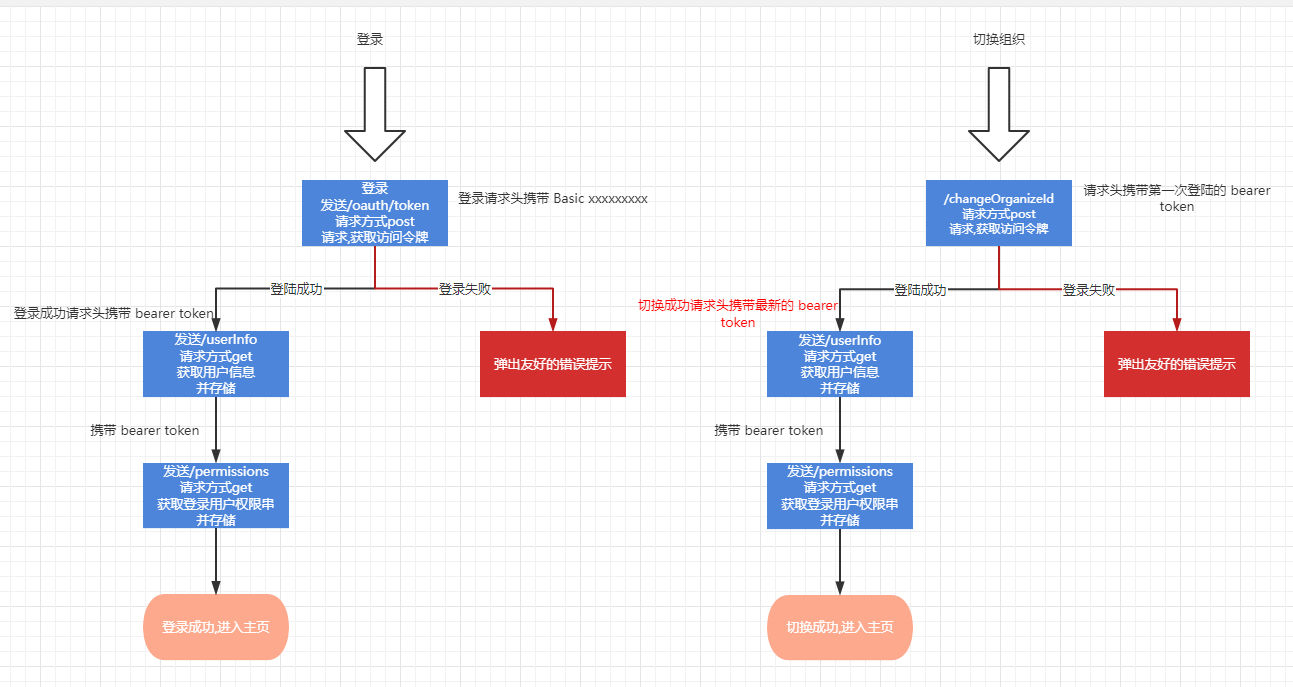 登录
登录
发送/oauth/token
请求方式post
请求,获取访问令牌
登录请求头携带 Basic xxxxxxxxx
登陆成功
登录失败
登录成功请求头携带 bearer token
发送/userInfo
请求方式get
获取用户信息
并存储
弹出友好的错误提示
携带 bearer token
发送/permissions
请求方式get
获取登录用户权限串
并存储
登录成功,进入主页
切换组织
/changeOrganizeId
请求方式post
请求,获取访问令牌
请求头携带第一次登陆的 bearer
token
登陆成功
登录失败
切换成功请求头携带最新的 bearer
token
发送/userInfo
请求方式get
获取用户信息
并存储
弹出友好的错误提示
携带 bearer token
发送/permissions
请求方式get
获取登录用户权限串
并存储
切换成功,进入主页